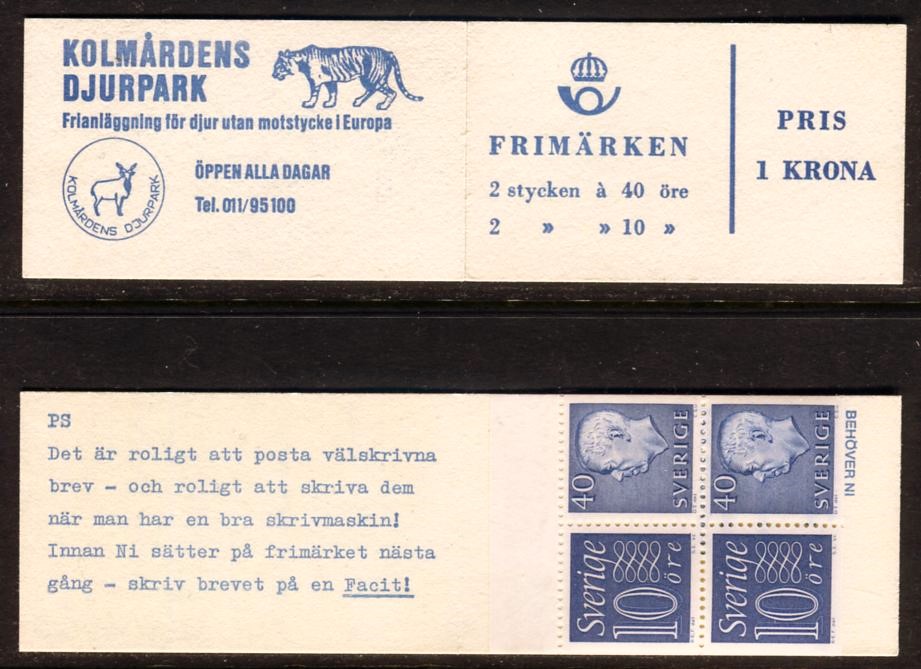 KOLMÅRDENS
DJURPARK
Frianläggning för djur utan motstycke i Europa
KOLMÅRDENS DJURPARK
ÖPPEN ALLA DAGAR
Tel. 011/95100
FRIMÄRKEN
2 stycken à 40 öre
2 » » 10 »
PRIS
1 KRONA
PS
Det är roligt att posta välskrivna
brev – och roligt att skriva dem
när man har en bra skrivmaskin!
Innan Ni sätter på frimärket nästa
gång – skriv brevet på en Facit!
40 SVERIGE
40 SVERIGE
Sverige 10 öre
Sverige 10 öre
BEHÖVER NI